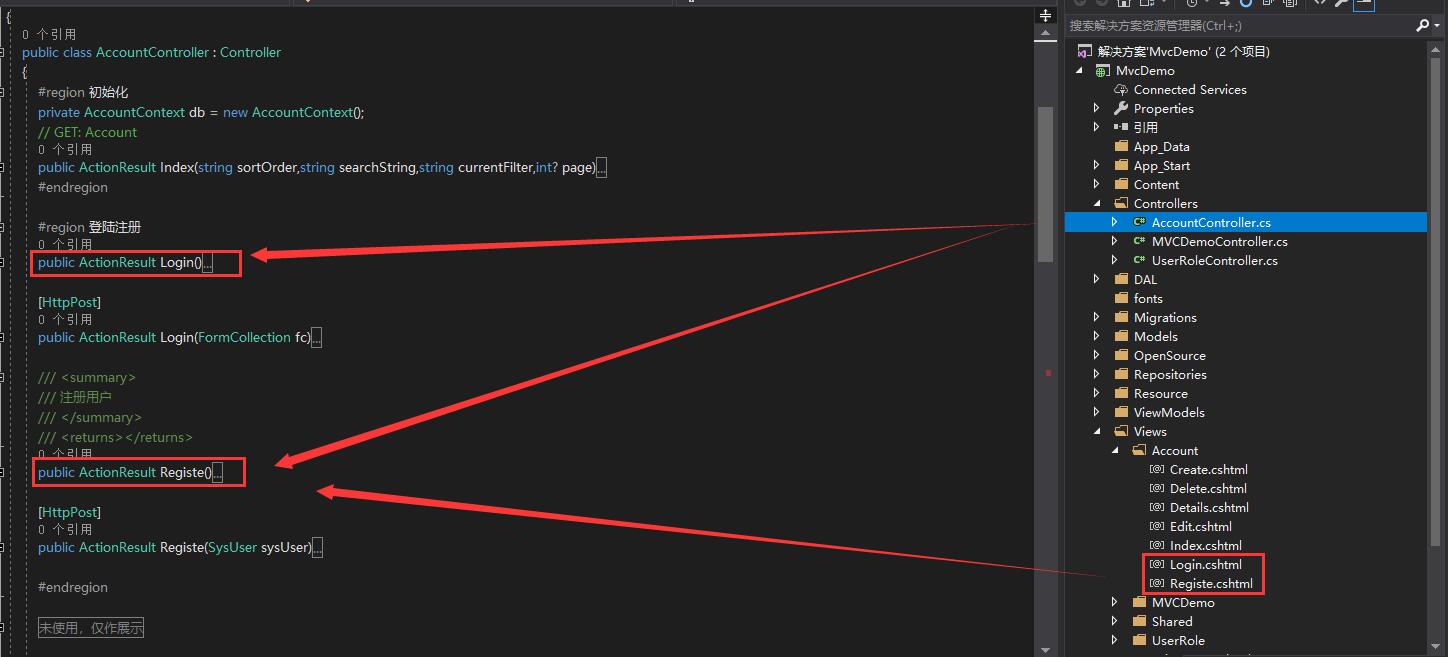 {
0 个引用
public class AccountController : Controller
{
#region 初始化
private AccountContext db = new AccountContext();
// GET: Account
0 个引用
public ActionResult Index(string sortOrder,string searchString,string currentFilter,int? page)...
#endregion
#region 登陆注册
0 个引用
public ActionResult Login()...
[HttpPost]
0 个引用
public ActionResult Login(FormCollection fc)...
/// <summary>
/// 注册用户
/// </summary>
/// <returns></returns>
0 个引用
public ActionResult Registe()...
[HttpPost]
0 个引用
public ActionResult Registe(SysUser sysUser)...
#endregion
未使用，仅作展示
搜索解决方案资源管理器(Ctrl+;)
解决方案'MvcDemo' (2 个项目)
MvcDemo
Connected Services
Properties
引用
App_Data
App_Start
Content
Controllers
C# AccountController.cs
C# MVCDemoController.cs
C# UserRoleController.cs
DAL
fonts
Migrations
Models
OpenSource
Repositories
Resource
ViewModels
Views
Account
[@] Create.cshtml
[@] Delete.cshtml
[@] Details.cshtml
[@] Edit.cshtml
[@] Index.cshtml
[@] Login.cshtml
[@] Registe.cshtml
MVCDemo
Shared
UserRole